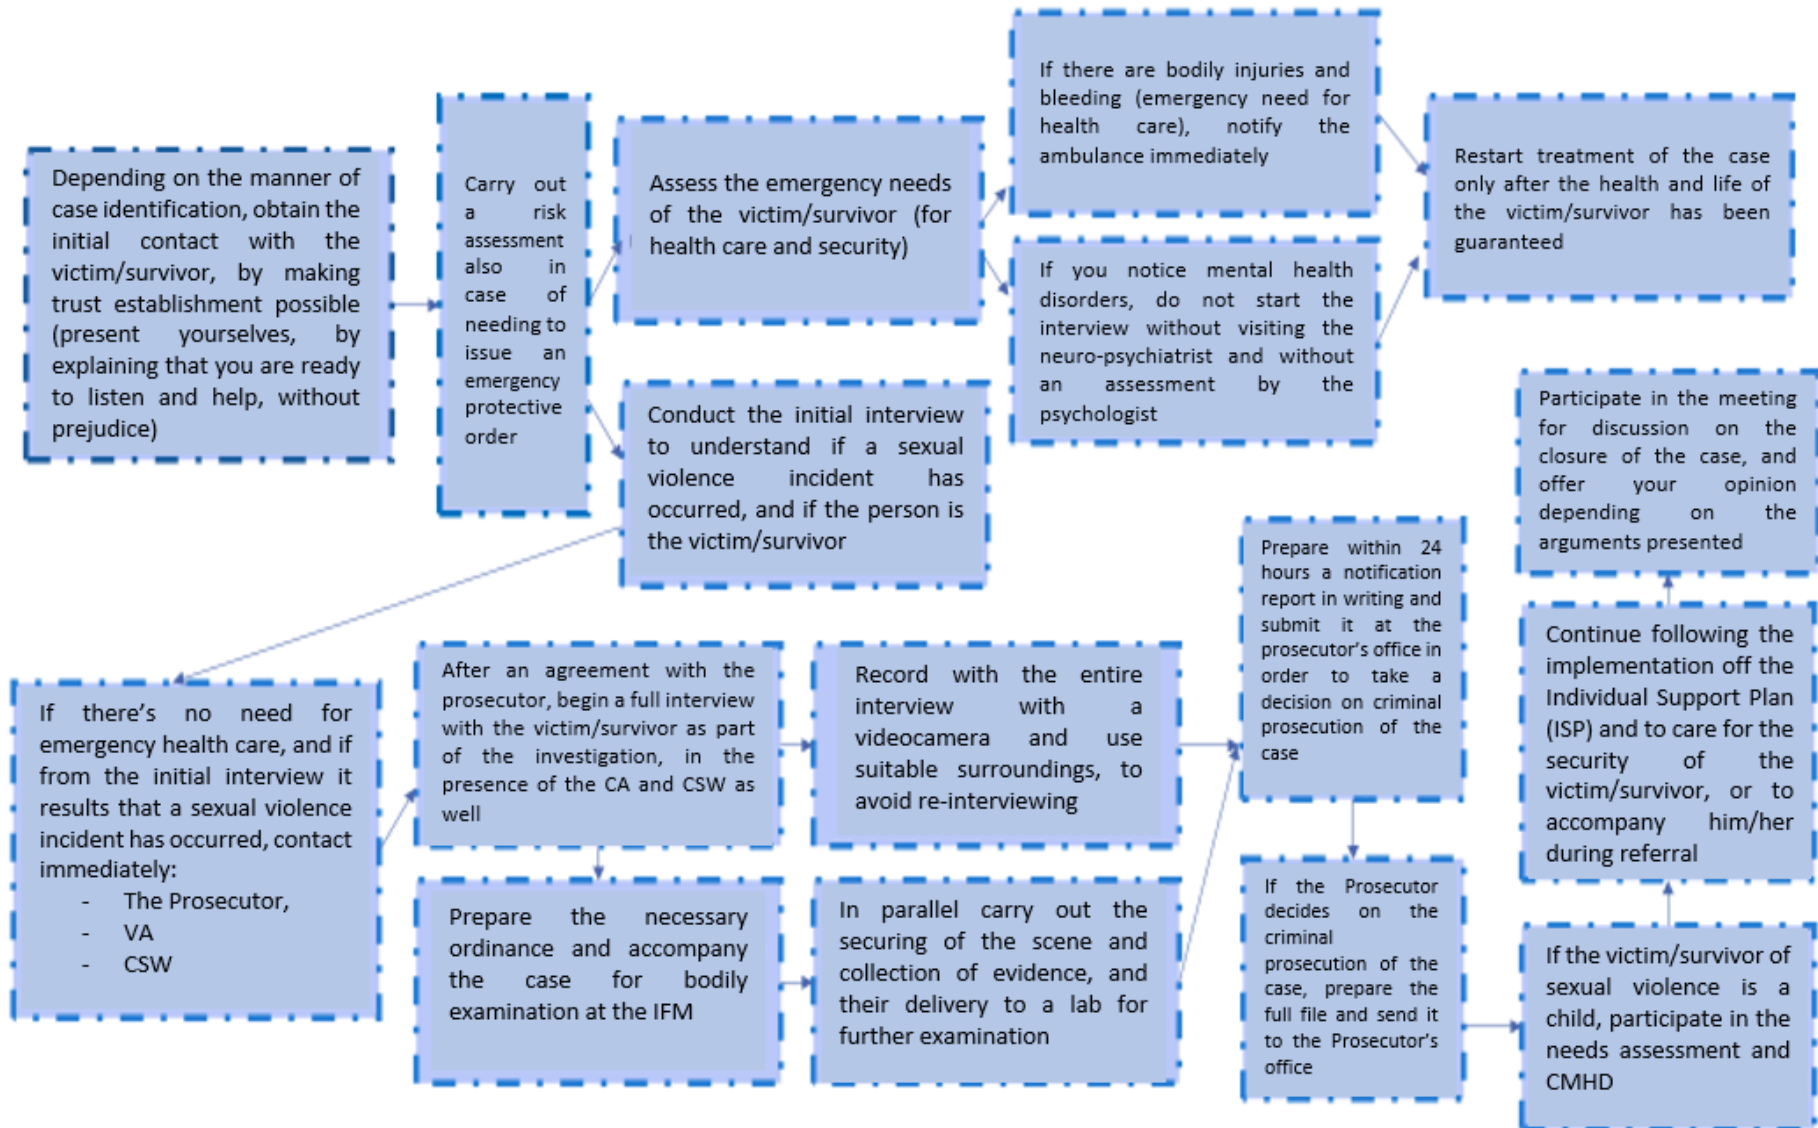 Depending on the manner of
case identification, obtain the
initial contact with the
victim/survivor, by making
trust establishment possible
(present yourselves, by
explaining that you are ready
to listen and help, without
prejudice)
Carry out
a risk
assessment
also in
case of
needing to
issue an
emergency
protective
order
Assess the emergency needs
of the victim/survivor (for
health care and security)
Conduct the initial interview
to understand if a sexual
violence incident has
occurred, and if the person is
the victim/survivor
If there are bodily injuries and
bleeding (emergency need for
health care), notify the
ambulance immediately
If you notice mental health
disorders, do not start the
interview without visiting the
neuro-psychiatrist and without
an assessment by the
psychologist
Restart treatment of the case
only after the health and life of
the victim/survivor has been
guaranteed
If there's no need for
emergency health care, and if
from the initial interview it
results that a sexual violence
incident has occurred, contact
immediately:
- The Prosecutor,
- VA
- CSW
After an agreement with the
prosecutor, begin a full interview
with the victim/survivor as part
of the investigation, in the
presence of the CA and CSW as
well
Prepare the necessary
ordinance and accompany
the case for bodily
examination at the IFM
Record with the entire
interview with a
videocamera and use
suitable surroundings, to
avoid re-interviewing
In parallel carry out the
securing of the scene and
collection of evidence, and
their delivery to a lab for
further examination
Prepare within 24
hours a notification
report in writing and
submit it at the
prosecutor's office in
order to take a
decision on criminal
prosecution of the
case
If the Prosecutor
decides on the
criminal
prosecution of the
case, prepare the
full file and send it
to the Prosecutor's
office
If the victim/survivor of
sexual violence is a
child, participate in the
needs assessment and
CMHD
Continue following the
implementation off the
Individual Support Plan
(ISP) and to care for the
security of the
victim/survivor, or to
accompany him/her
during referral
Participate in the meeting
for discussion on the
closure of the case, and
offer your opinion
depending on the
arguments presented